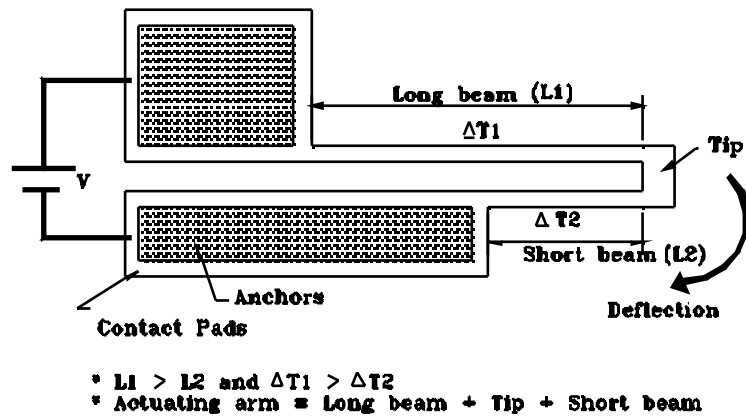 Long beam (L1)
ΔT1
Tip
V
ΔT2
Short beam (L2)
Anchors
Deflection
Contact Pads
* L1 > L2 and ΔT1 > ΔT2
* Actuating arm = Long beam + Tip + Short beam